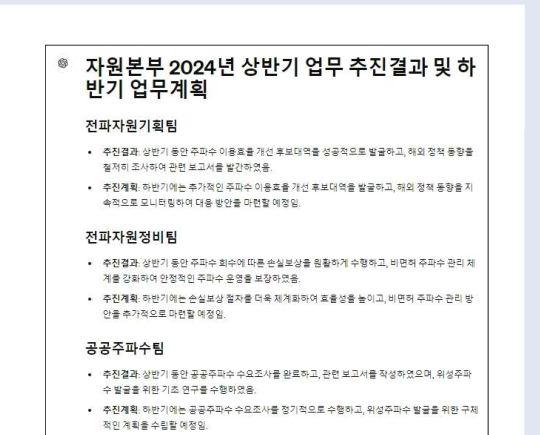 자원본부 2024년 상반기 업무 추진결과 및 하
반기 업무계획
전파자원기획팀
• 추진결과: 상반기 동안 주파수 이용효율 개선 후보대역을 성공적으로 발굴하고, 해외 정책 동향을
철저히 조사하여 관련 보고서를 발간하였음.
• 추진계획: 하반기에는 추가적인 주파수 이용효율 개선 후보대역을 발굴하고, 해외 정책 동향을 지
속적으로 모니터링하여 대응 방안을 마련할 예정임.
전파자원정비팀
• 추진결과: 상반기 동안 주파수 회수에 따른 손실보상을 원활하게 수행하고, 비면허 주파수 관리 체
계를 강화하여 안정적인 주파수 운영을 보장하였음.
• 추진계획: 하반기에는 손실보상 절차를 더욱 체계화하여 효율성을 높이고, 비면허 주파수 관리 방
안을 추가적으로 마련할 예정임.
공공주파수팀
• 추진결과: 상반기 동안 공공주파수 수요조사를 완료하고, 관련 보고서를 작성하였으며, 위성주파
수 발굴을 위한 기초 연구를 수행하였음.
• 추진계획: 하반기에는 공공주파수 수요조사를 정기적으로 수행하고, 위성주파수 발굴을 위한 구체
적인 계획을 수립할 예정임.